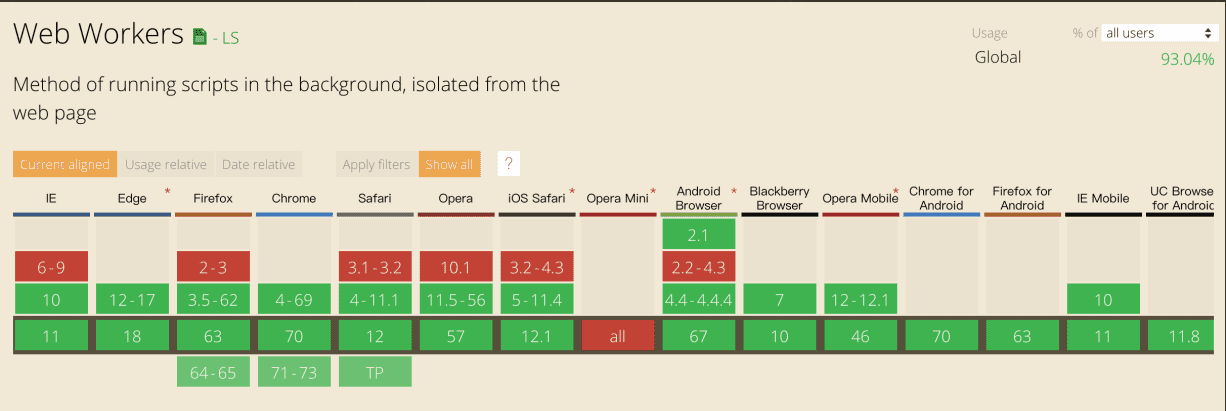 Web Workers - LS
Usage % of all users
Global 93.04%
Method of running scripts in the background, isolated from the
web page
Current aligned Usage relative Date relative Apply filters Show all ?
IE Edge * Firefox Chrome Safari Opera iOS Safari * Opera Mini * Android Browser * Blackberry Browser Opera Mobile * Chrome for Android Firefox for Android IE Mobile UC Browse for Androic
2.1
6-9 2-3 3.1-3.2 10.1 3.2-4.3 2.2-4.3
10 12-17 3.5-62 4-69 4-11.1 11.5-56 5-11.4 4.4-4.4.4 7 12-12.1 10
11 18 63 70 12 57 12.1 all 67 10 46 70 63 11 11.8
64-65 71-73 TP